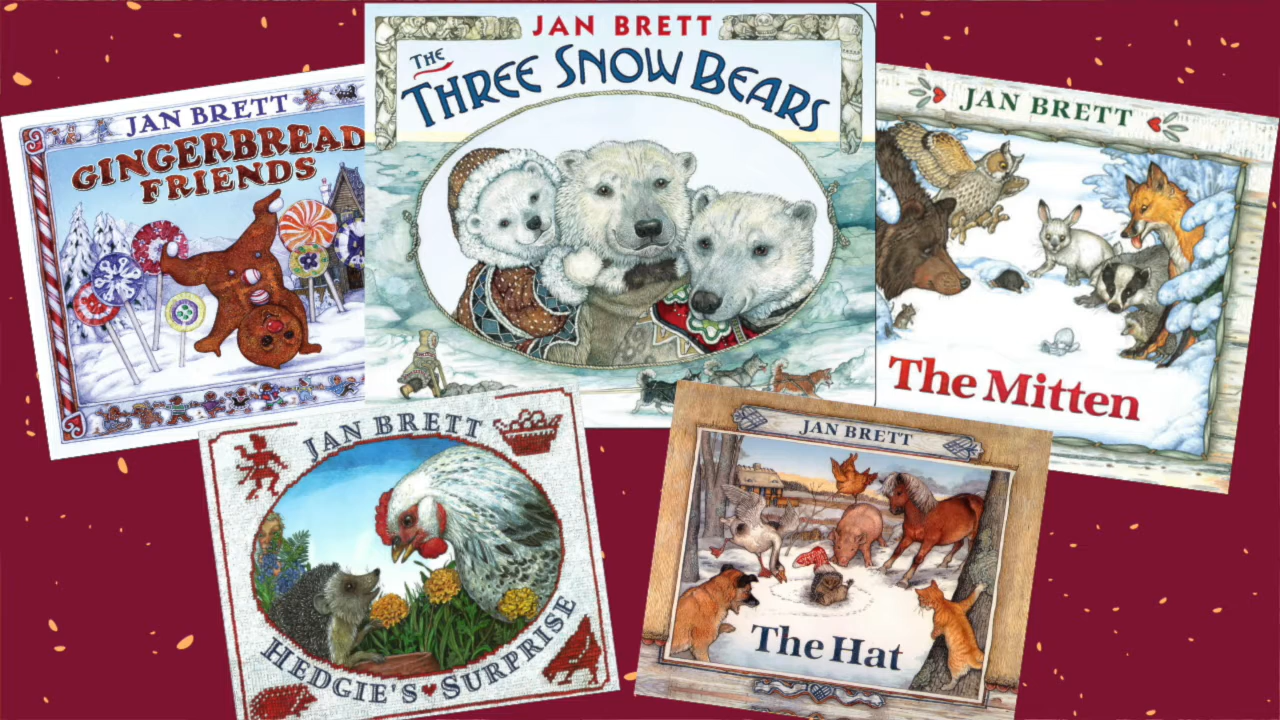 JAN BRETT
GINGERBREAD
FRIENDS
JAN BRETT
THE
THREE SNOW BEARS
JAN BRETT
The Mitten
JAN BRETT
HEDGIE'S SURPRISE
JAN BRETT
The Hat